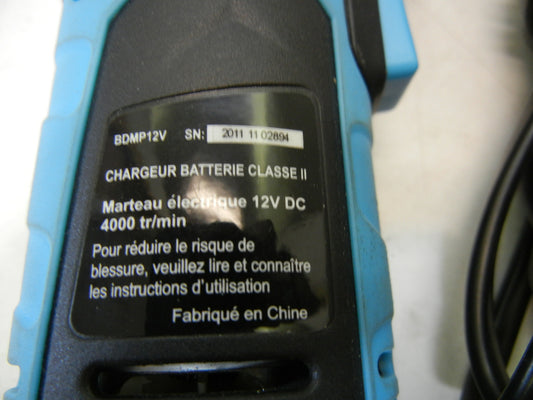 BDMP12V SN: 2011 11 02894
CHARGEUR BATTERIE CLASSE II
Marteau électrique 12V DC
4000 tr/min
Pour réduire le risque de
blessure, veuillez lire et connaître
les instructions d'utilisation
Fabriqué en Chine